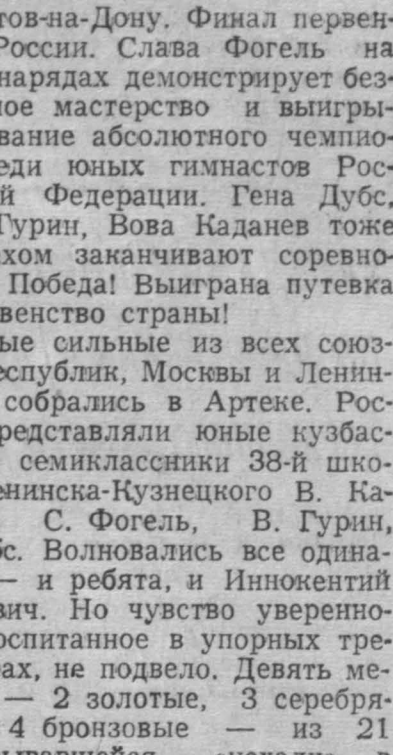 тов-на-Дону. Финал первен-
России. Слава Фогель на
нарядах демонстрирует без-
ное мастерство и выигры-
вание абсолютного чемпио-
еди юных гимнастов Рос-
й Федерации. Гена Дубс,
Гурин, Вова Каданев тоже
хом заканчивают соревно-
Победа! Выиграна путевка
венство страны!
ые сильные из всех союз-
еспублик, Москвы и Ленин-
собрались в Артеке. Рос-
редставляли юные кузбас-
семиклассники 38-й шко-
енинска-Кузнецкого В. Ка-
С. Фогель, В. Гурин,
бс. Волновались все одина-
— и ребята, и Иннокентий
вич. Но чувство уверенно-
оспитанное в упорных тре-
рах, не подвело. Девять ме-
— 2 золотые, 3 серебря-
4 бронзовые — из 21